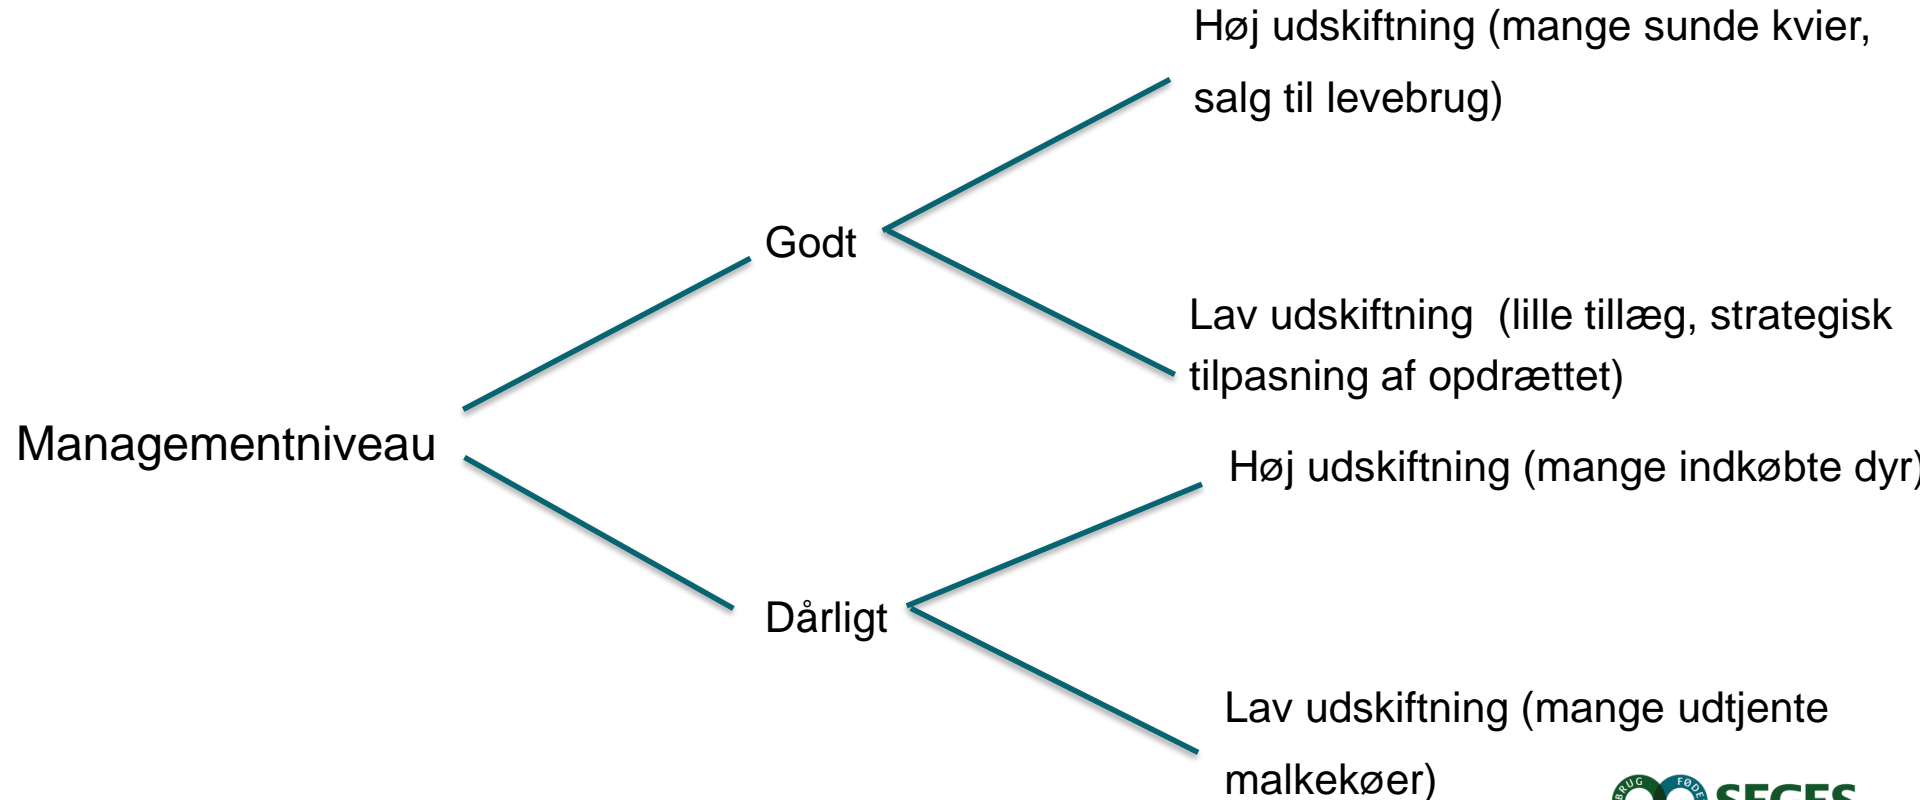 Høj udskiftning (mange sunde kvier,
salg til levebrug)
Godt
Lav udskiftning  (lille tillæg, strategisk
tilpasning af opdrættet)
Managementniveau
Høj udskiftning (mange indkøbte dyr)
Dårligt
Lav udskiftning (mange udtjente
malkekøer)
SEGES